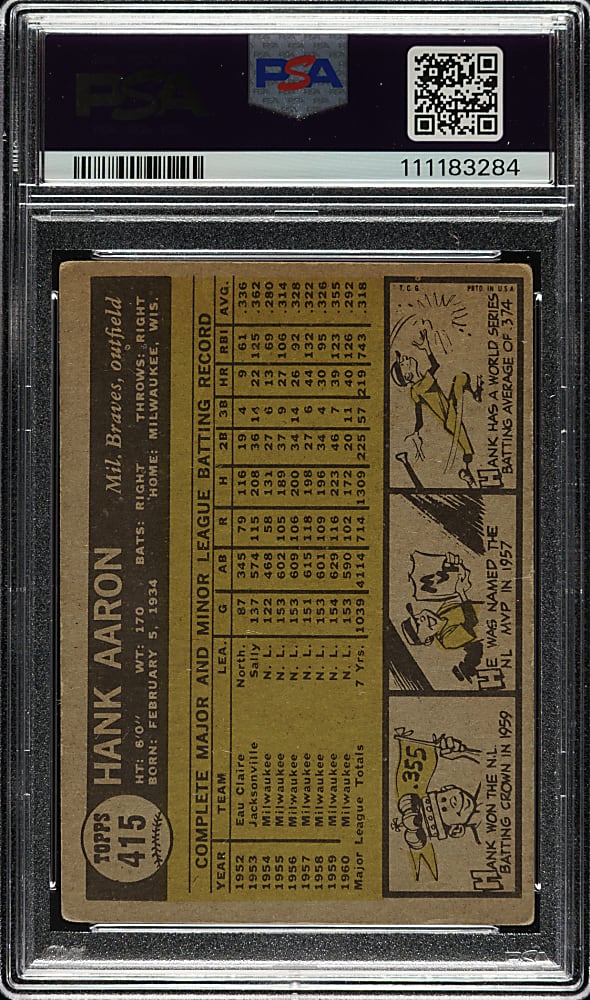 PSA
PSA
111183284
TOPPS
415
HANK AARON Mil. Braves, outfield
HT: 6'0" WT: 170 BATS: RIGHT THROWS: RIGHT
BORN: FEBRUARY 5, 1934 HOME: MILWAUKEE, WIS.
COMPLETE MAJOR AND MINOR LEAGUE BATTING RECORD
YEAR TEAM LEA. G AB R H 2B 3B HR RBI AVG.
1952 Eau Claire North. 87 345 79 116 19 4 9 61 .336
1953 Jacksonville Sally 137 574 115 208 36 14 22 125 .362
1954 Milwaukee N. L. 122 468 58 131 27 6 13 69 .280
1955 Milwaukee N. L. 153 602 105 189 37 9 27 106 .314
1956 Milwaukee N. L. 153 609 106 200 34 14 26 92 .328
1957 Milwaukee N. L. 151 615 118 198 27 6 44 132 .322
1958 Milwaukee N. L. 153 601 109 196 34 4 30 95 .326
1959 Milwaukee N. L. 154 629 116 223 46 7 39 123 .355
1960 Milwaukee N. L. 153 590 102 172 20 11 40 126 .292
Major League Totals 7 Yrs. 1039 4114 714 1309 225 57 219 743 .318
.355
HANK WON THE N.L.
BATTING CROWN IN 1959
M
HE WAS NAMED THE
NL MVP IN 1957
T.C.G. PRTD. IN U.S.A.
HANK HAS A WORLD SERIES
BATTING AVERAGE OF .374